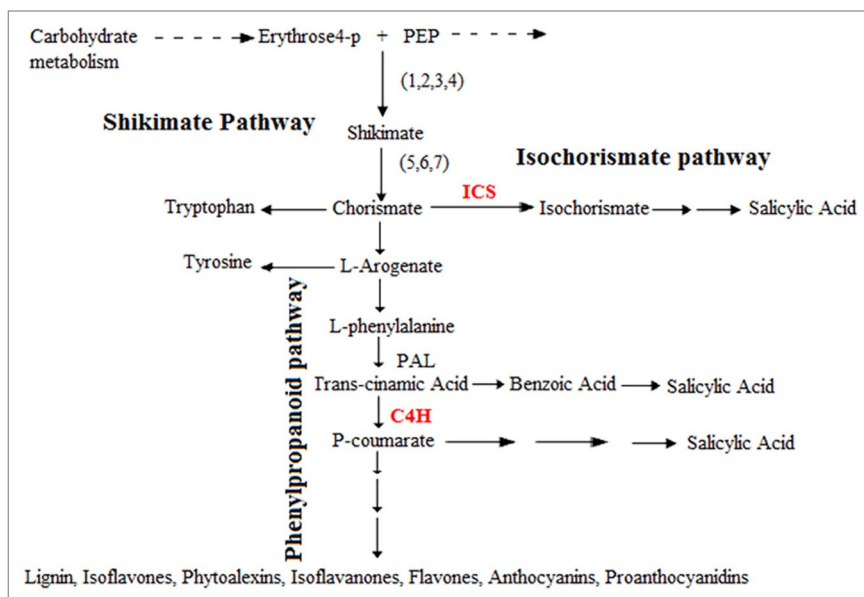 Carbohydrate metabolism
Erythrose4-p + PEP
(1,2,3,4)
Shikimate Pathway
Shikimate
(5,6,7)
Isochorismate pathway
ICS
Tryptophan
Chorismate
Isochorismate
Salicylic Acid
Tyrosine
L-Arogenate
Phenylpropanoid pathway
L-phenylalanine
PAL
Trans-cinamic Acid
Benzoic Acid
Salicylic Acid
C4H
P-coumarate
Salicylic Acid
Lignin, Isoflavones, Phytoalexins, Isoflavanones, Flavones, Anthocyanins, Proanthocyanidins